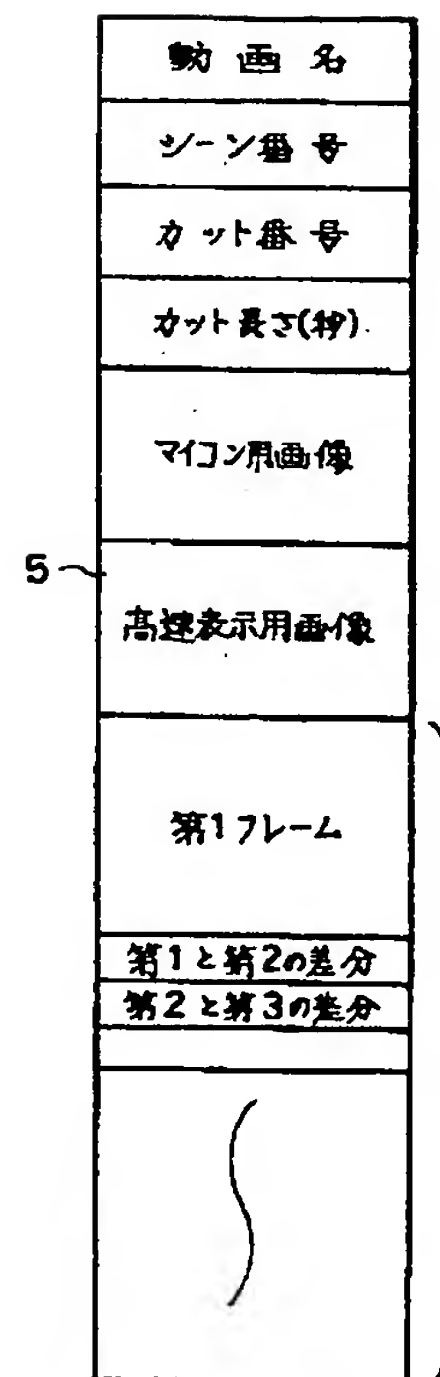 動画名
シーン番号
カット番号
カット長さ(秒)
マイコン用画像
5
高速表示用画像
第1フレーム
第1と第2の差分
第2と第3の差分